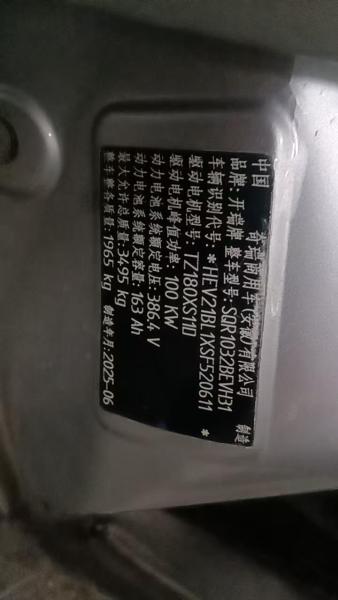 中国 奇瑞商用车(安徽)有限公司 制造
品牌: 开瑞牌 整车型号: SQR1032BEVH31
车辆识别代号: *HEV21BL1XSF520611*
驱动电机型号: TZ180XS11D
驱动电机峰值功率: 100 KW
动力电池系统额定电压: 386.4 V
动力电池系统额定容量: 163 Ah
最大允许总质量: 3495 kg
整车整备质量: 1965 kg 制造年月: 2025-06